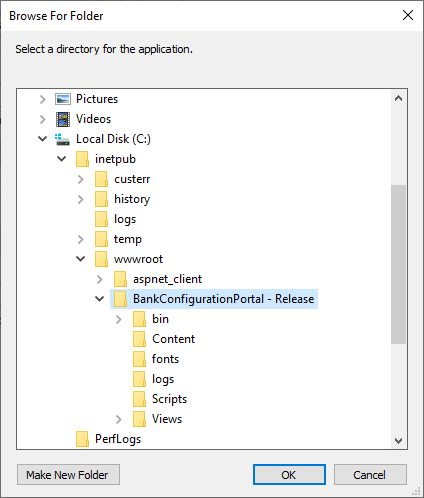 Browse For Folder
Select a directory for the application.
Pictures
Videos
Local Disk (C:)
inetpub
custerr
history
logs
temp
wwwroot
aspnet_client
BankConfigurationPortal - Release
bin
Content
fonts
logs
Scripts
Views
PerfLogs
Make New Folder
OK
Cancel